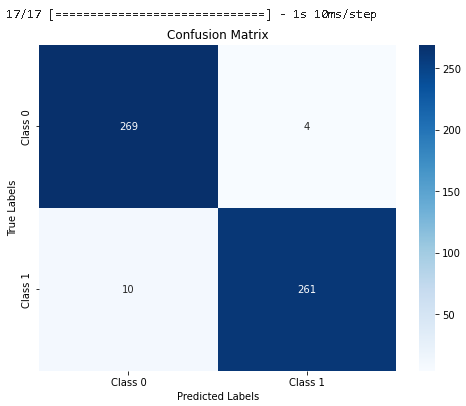 17/17 [==============================] - 1s 10ms/step
Confusion Matrix
Class 0
269
4
Class 1
10
261
True Labels
Class 0
Class 1
Predicted Labels
250
200
150
100
50